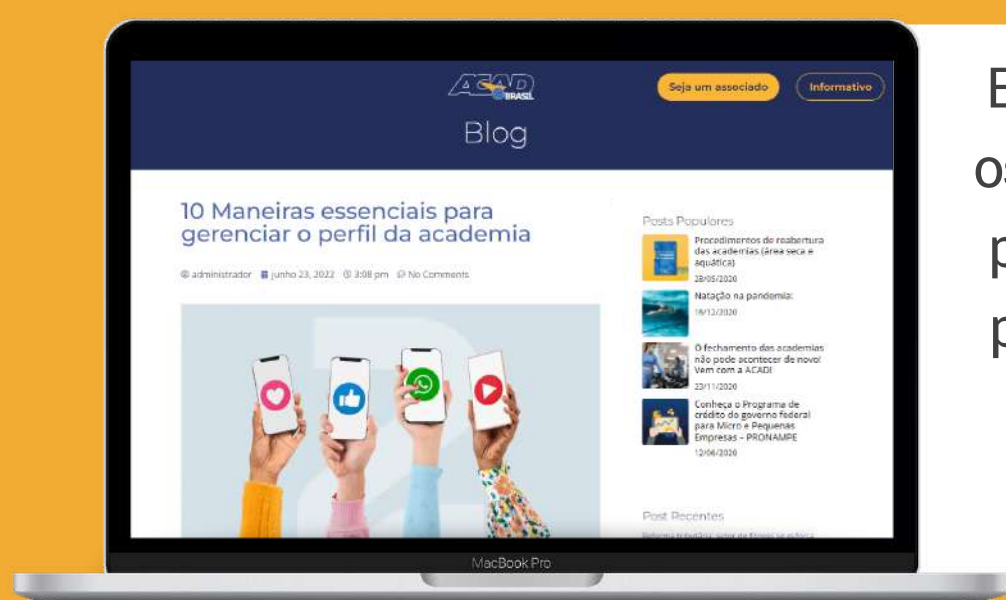 ACAD
BRASIL
Seja um associado
Informativo
Blog
10 Maneiras essenciais para
gerenciar o perfil da academia
administrador junho 23, 2022 3:08 pm No Comments
Posts Populares
Procedimentos de reabertura
das academias (área seca e
aquática)
28/05/2020
Natação na pandemia:
16/12/2020
O fechamento das academias
não pode acontecer de novo!
Vem com a ACAD!
23/11/2020
Conheça o Programa de
crédito do governo federal
para Micro e Pequenas
Empresas – PRONAMPE
12/06/2020
Post Recentes
MacBook Pro
E
os
p
p